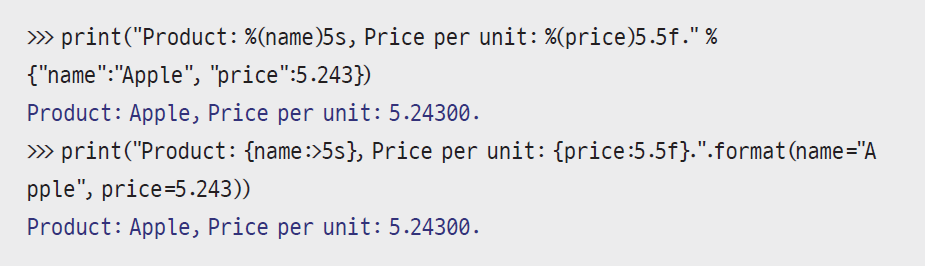 >>> print("Product: %(name)5s, Price per unit: %(price)5.5f." %
{"name":"Apple", "price":5.243})
Product: Apple, Price per unit: 5.24300.
>>> print("Product: {name:>5s}, Price per unit: {price:5.5f}.".format(name="A
pple", price=5.243))
Product: Apple, Price per unit: 5.24300.